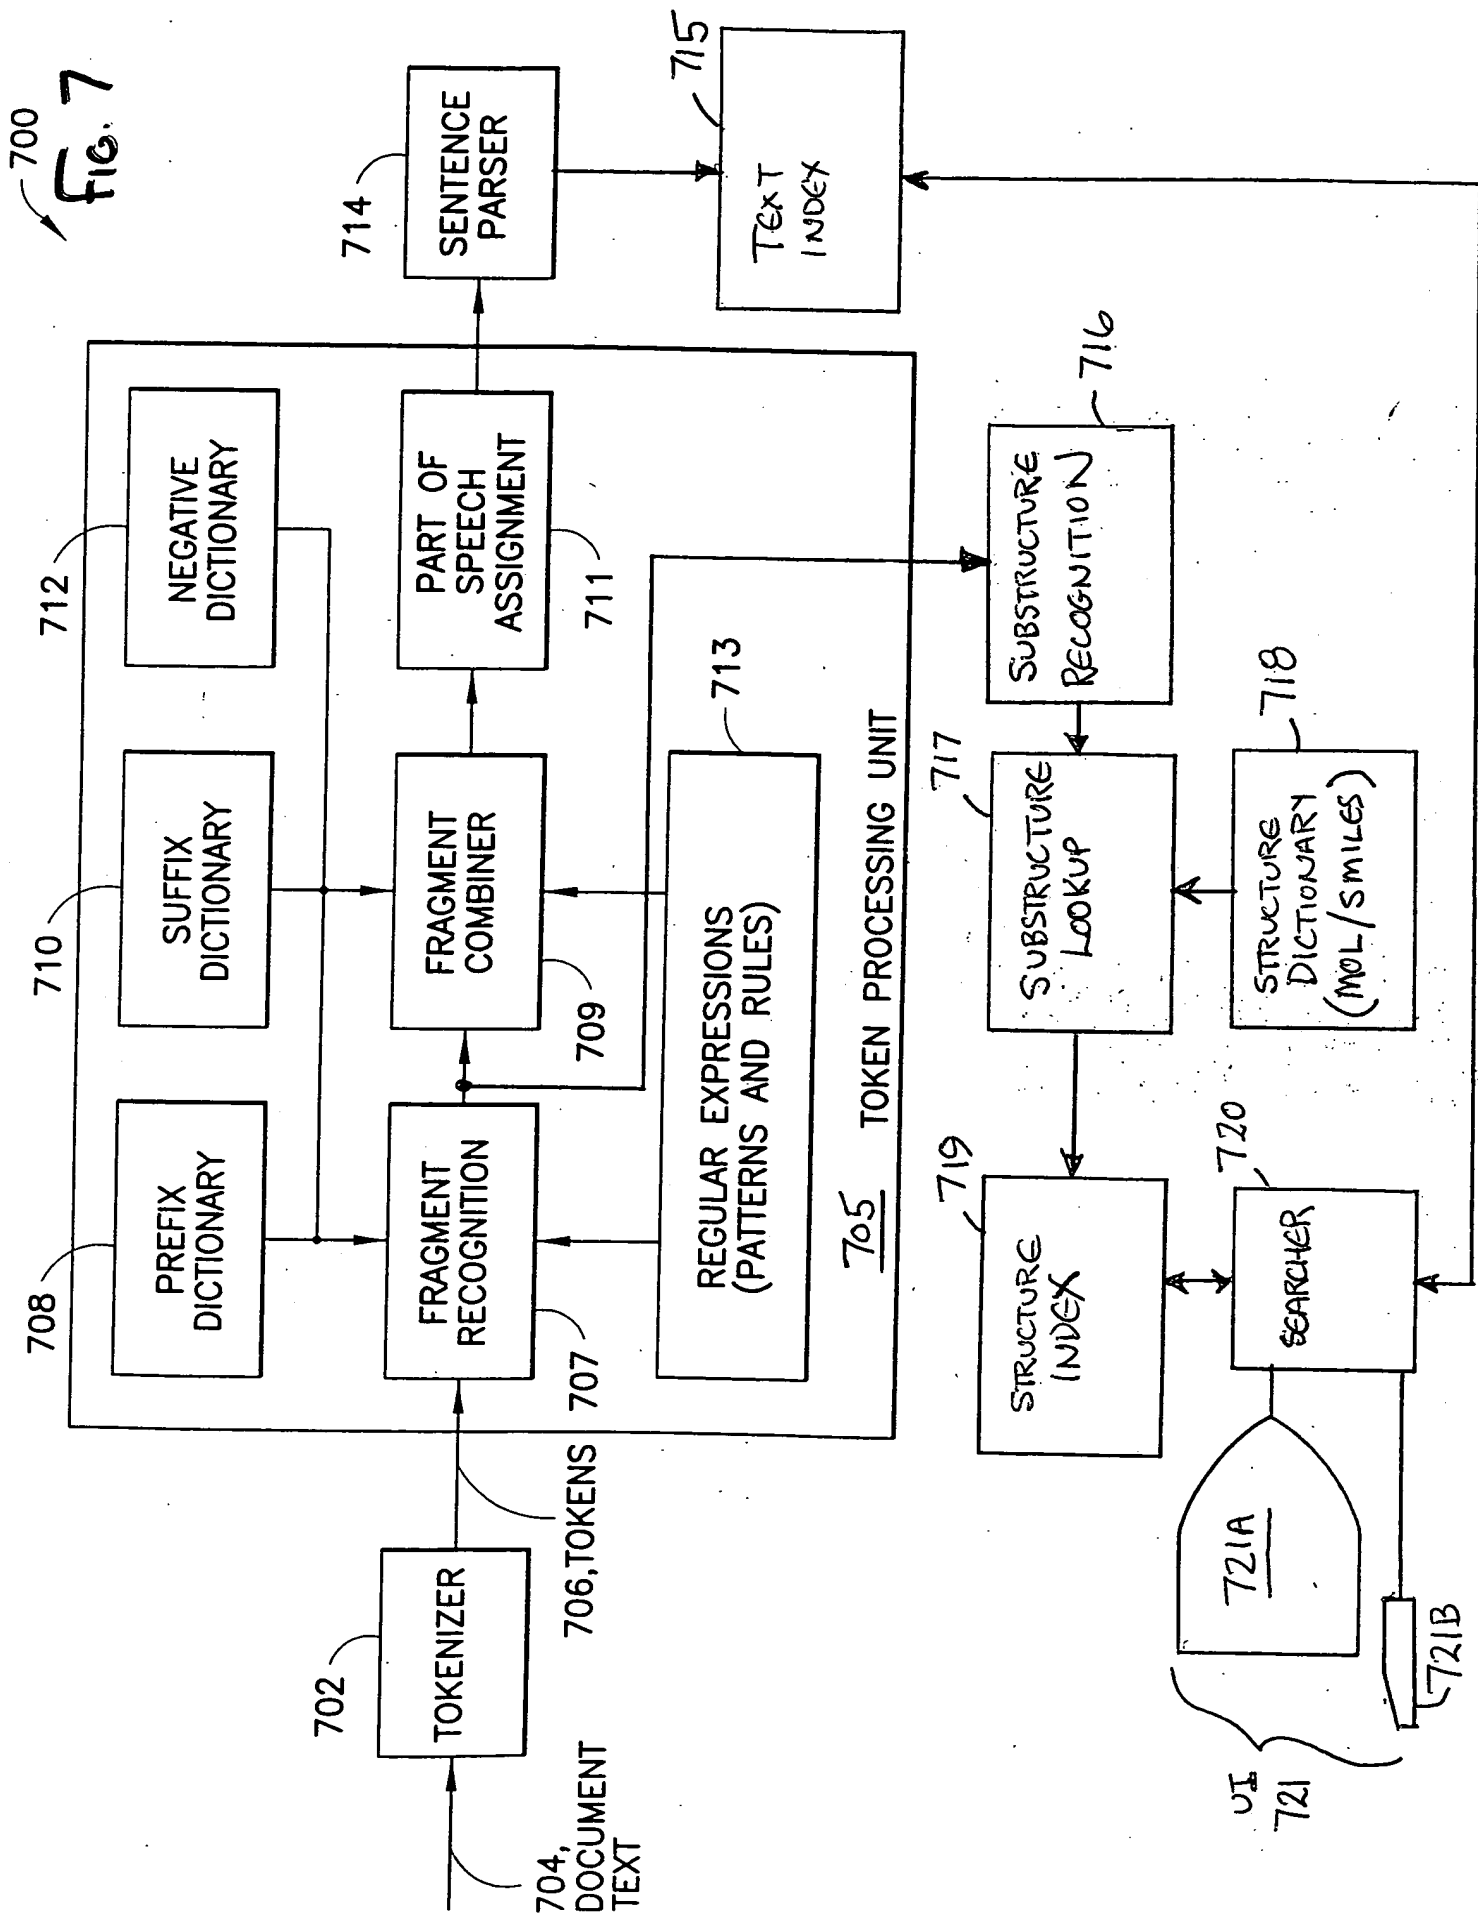 700
FIG. 7
712
NEGATIVE
DICTIONARY
710
SUFFIX
DICTIONARY
708
PREFIX
DICTIONARY
714
SENTENCE
PARSER
PART OF
SPEECH
ASSIGNMENT
711
FRAGMENT
COMBINER
709
FRAGMENT
RECOGNITION
707
702
TOKENIZER
704,
DOCUMENT
TEXT
706,TOKENS
713
REGULAR EXPRESSIONS
(PATTERNS AND RULES)
705 TOKEN PROCESSING UNIT
715
TEXT
INDEX
716
SUBSTRUCTURE
RECOGNITION
717
SUBSTRUCTURE
LOOKUP
718
STRUCTURE
DICTIONARY
(MOL/SMILES)
719
STRUCTURE
INDEX
720
SEARCHER
721A
721B
UI
721